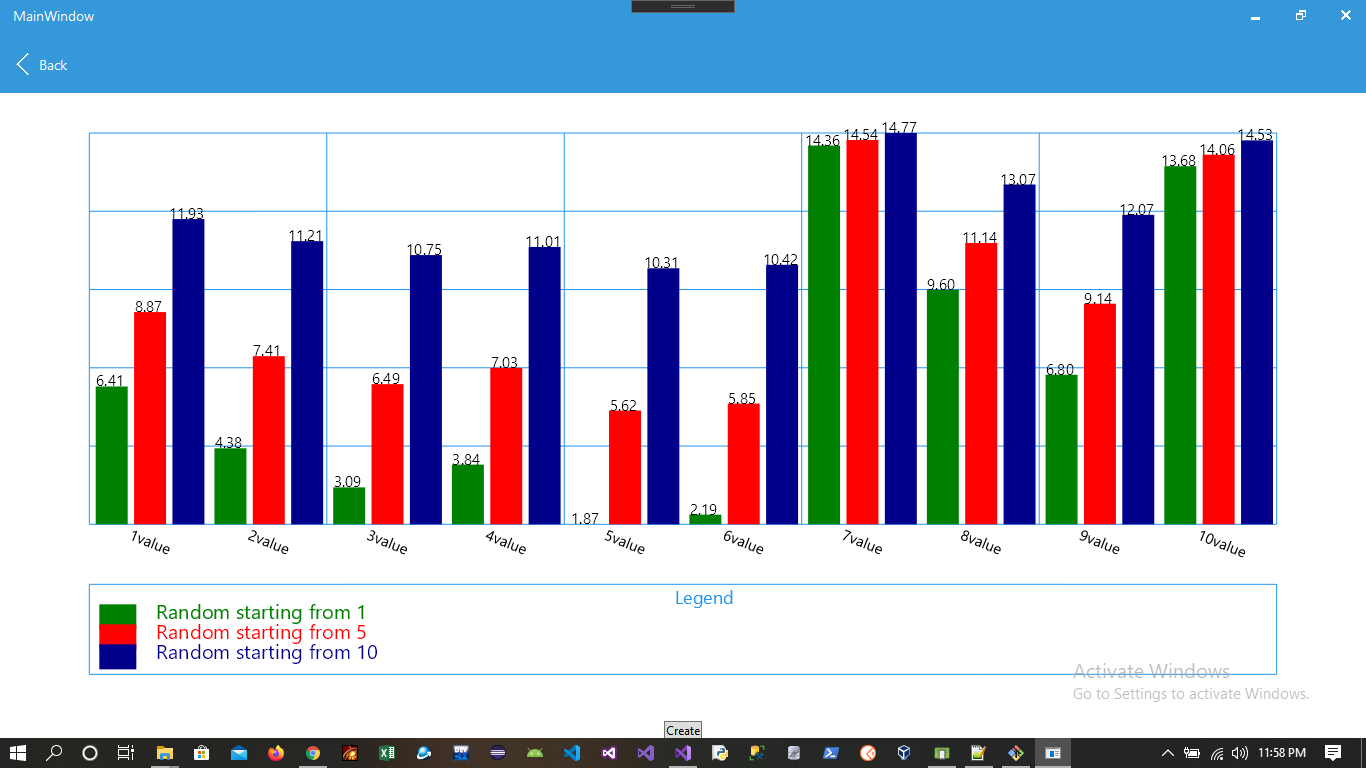 MainWindow
Back
14.77
14.36 14.54 14.53
14.06
13.68
13.07
11.93 12.07
11.21
11.01
10.75 11.14
10.31 10.42
9.60
8.87 9.14
7.41
7.03
6.41 6.49 6.80
5.62 5.85
4.38
3.84
3.09
1.87 2.19
1value 2value 3value 4value 5value 6value 7value 8value 9value 10value
Legend
Random starting from 1
Random starting from 5
Random starting from 10
Activate Windows
Go to Settings to activate Windows.
Create
11:58 PM